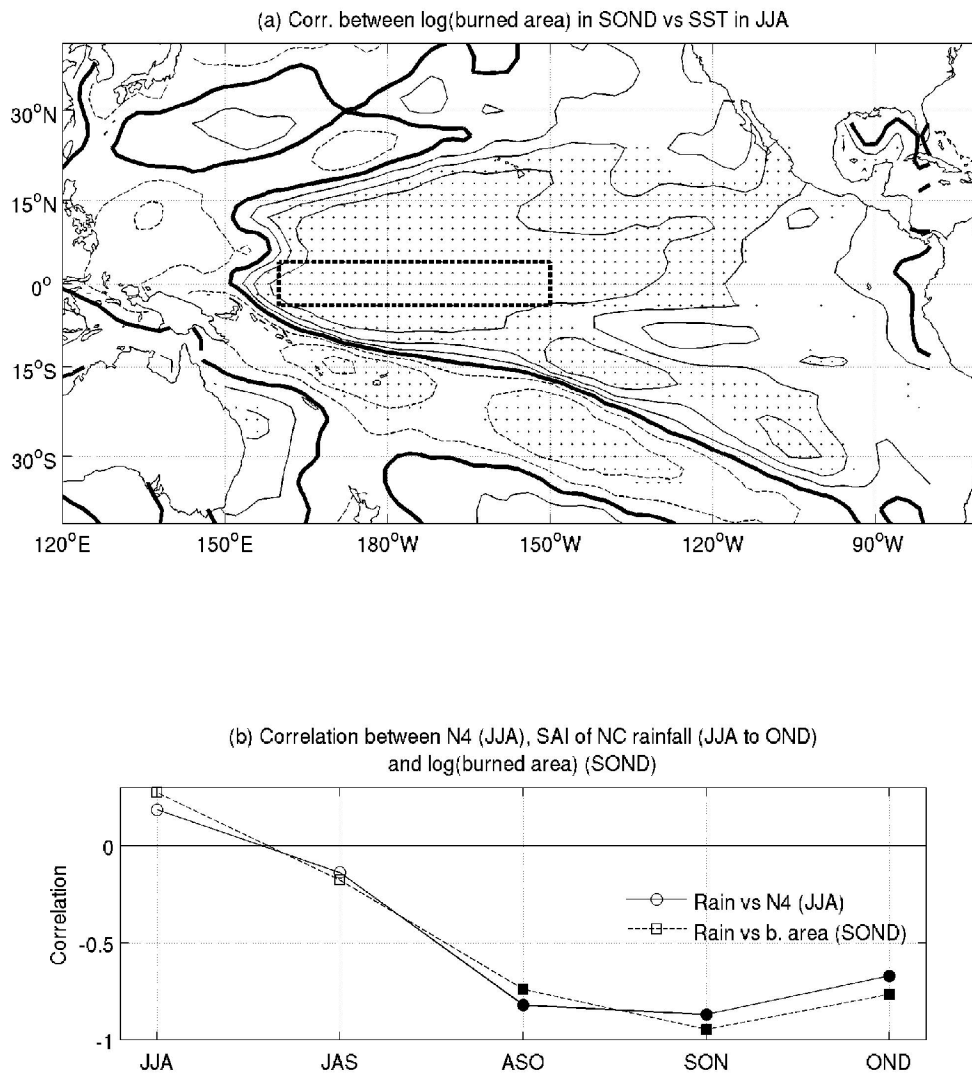 (a) Corr. between log(burned area) in SOND vs SST in JJA
30°N
15°N
0°
15°S
30°S
120°E 150°E 180°W 150°W 120°W 90°W
(b) Correlation between N4 (JJA), SAI of NC rainfall (JJA to OND)
and log(burned area) (SOND)
0
-0.5
-1
Correlation
Rain vs N4 (JJA)
Rain vs b. area (SOND)
JJA JAS ASO SON OND